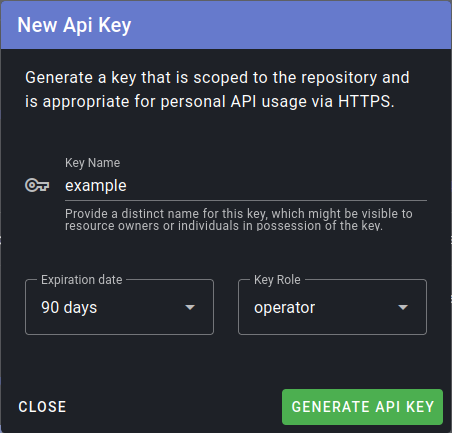 New Api Key
Generate a key that is scoped to the repository and
is appropriate for personal API usage via HTTPS.
Key Name
example
Provide a distinct name for this key, which might be visible to
resource owners or individuals in possession of the key.
Expiration date
90 days
Key Role
operator
CLOSE
GENERATE API KEY